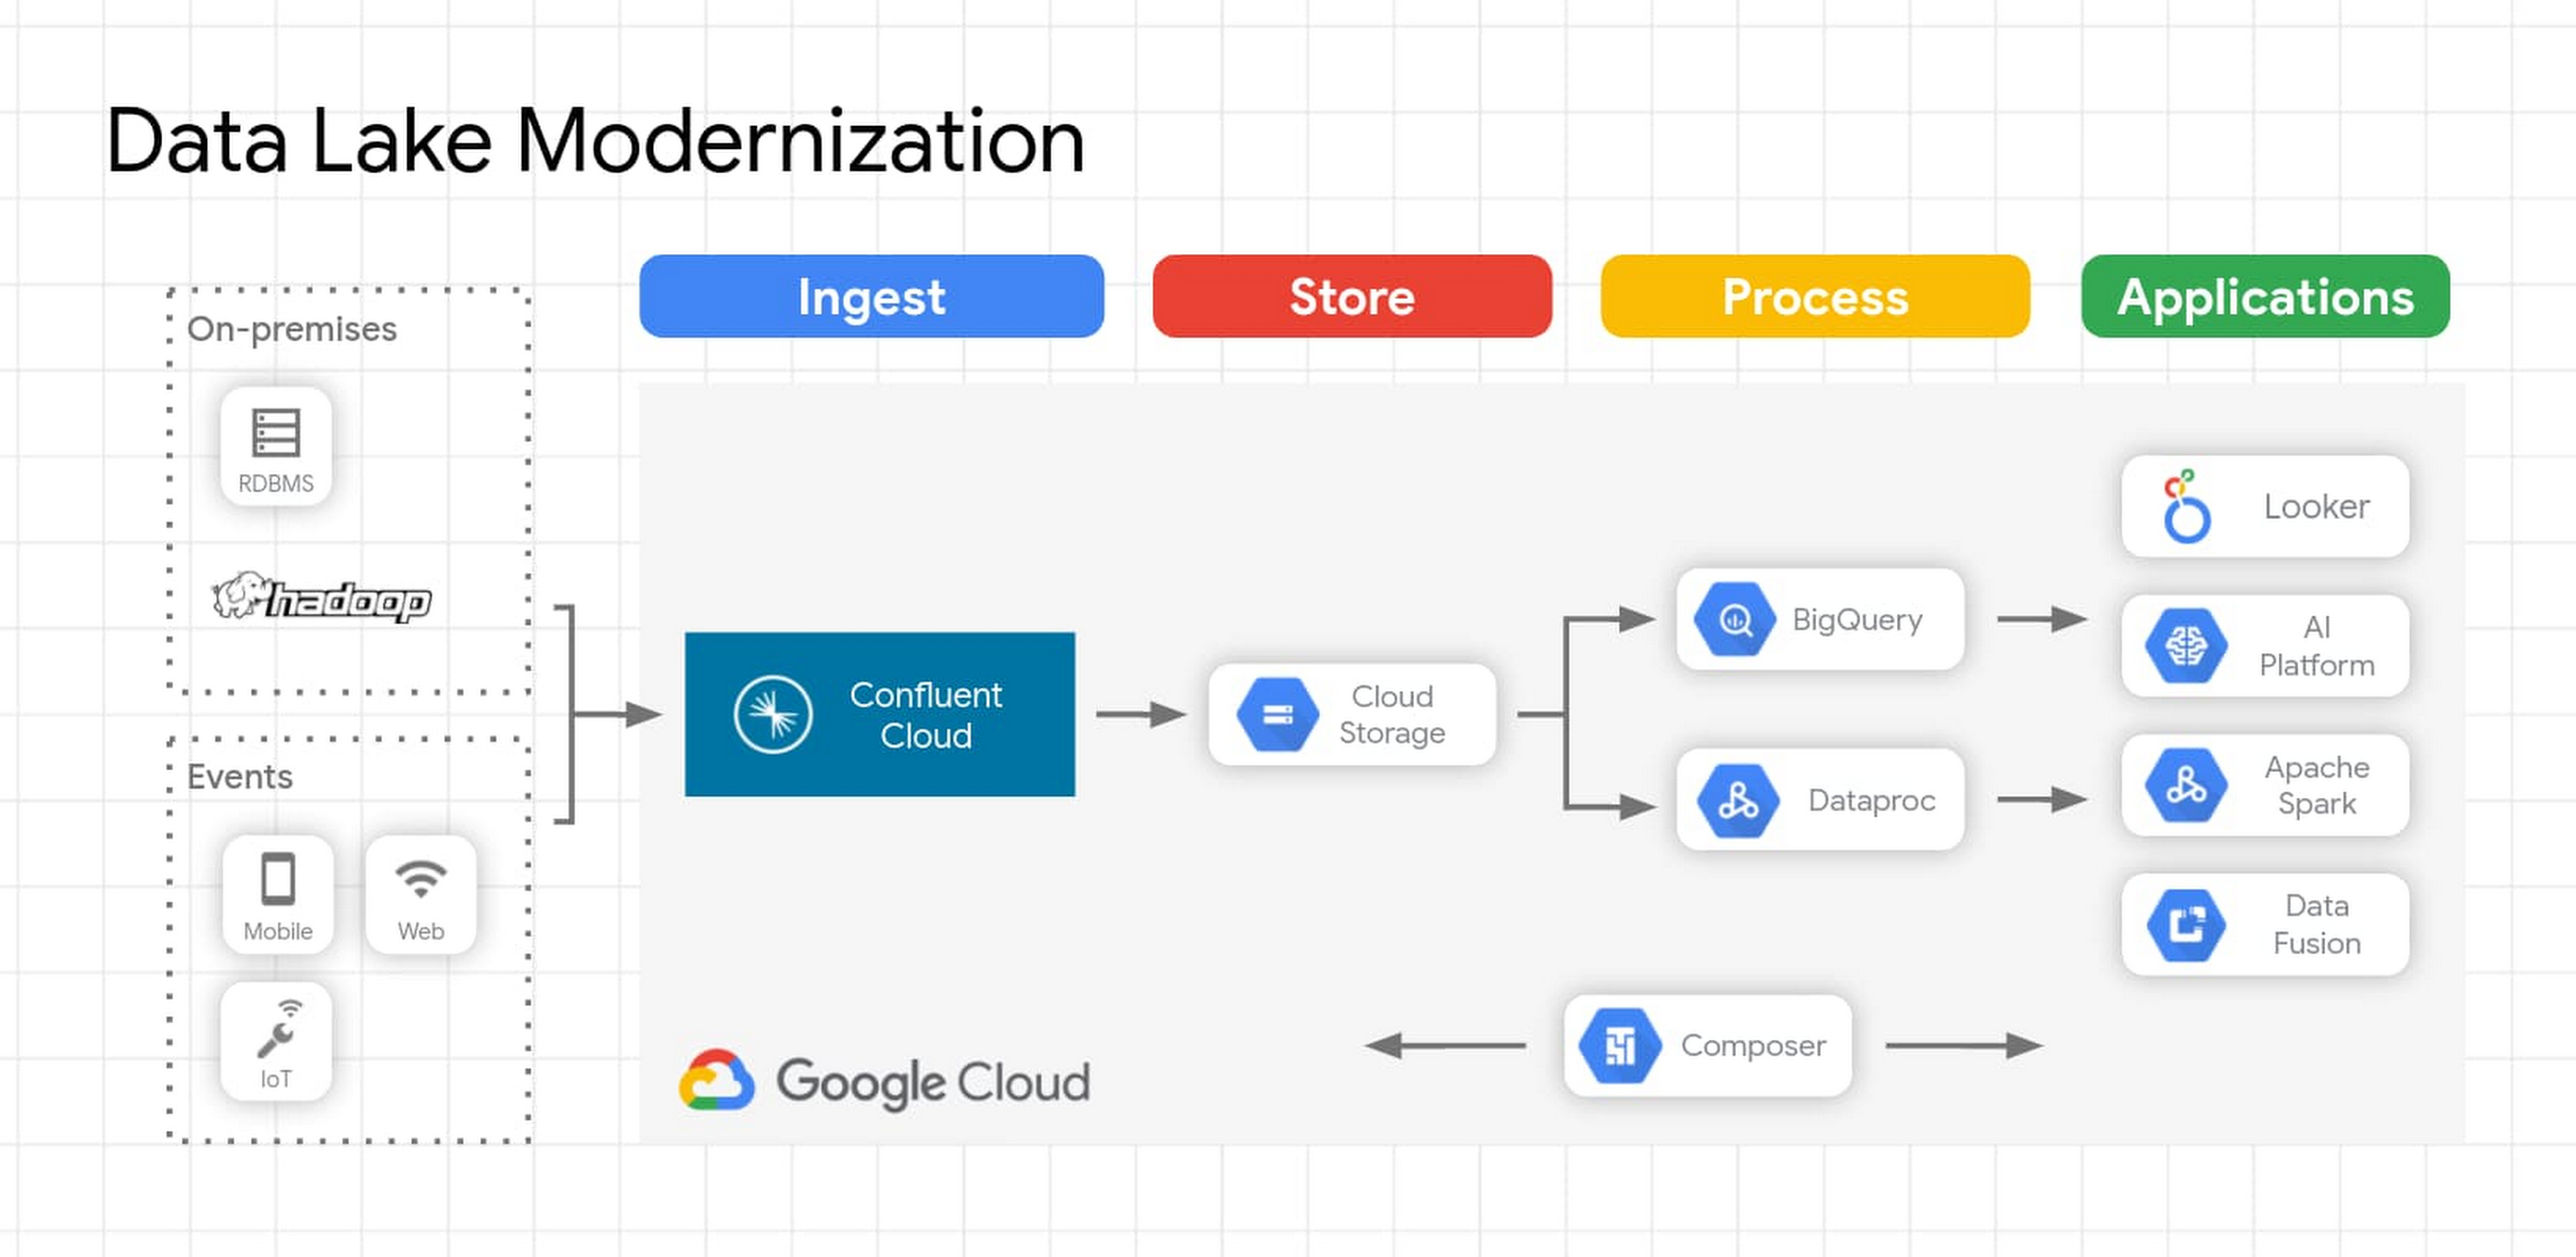 Data Lake Modernization
Ingest
Store
Process
Applications
On-premises
RDBMS
hadoop
Events
Mobile
Web
IoT
Confluent
Cloud
Cloud
Storage
BigQuery
Dataproc
Looker
AI
Platform
Apache
Spark
Data
Fusion
Composer
Google Cloud